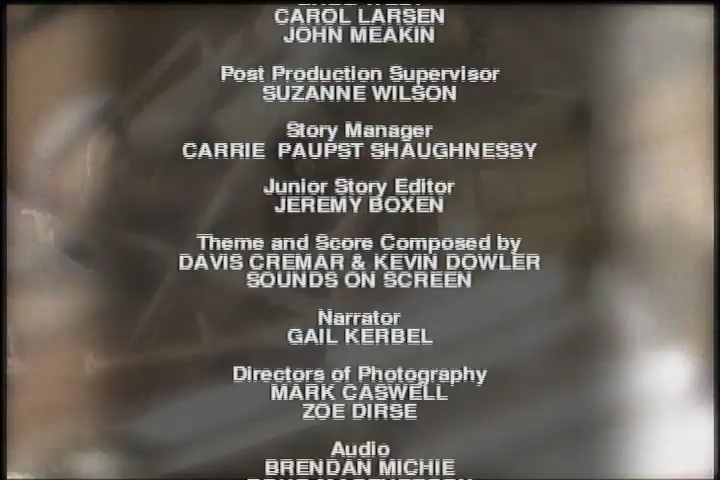 CAROL LARSEN
JOHN MEAKIN
Post Production Supervisor
SUZANNE WILSON
Story Manager
CARRIE PAUPST SHAUGHNESSY
Junior Story Editor
JEREMY BOXEN
Theme and Score Composed by
DAVIS CREMAR & KEVIN DOWLER
SOUNDS ON SCREEN
Narrator
GAIL KERBEL
Directors of Photography
MARK CASWELL
ZOE DIRSE
Audio
BRENDAN MICHIE